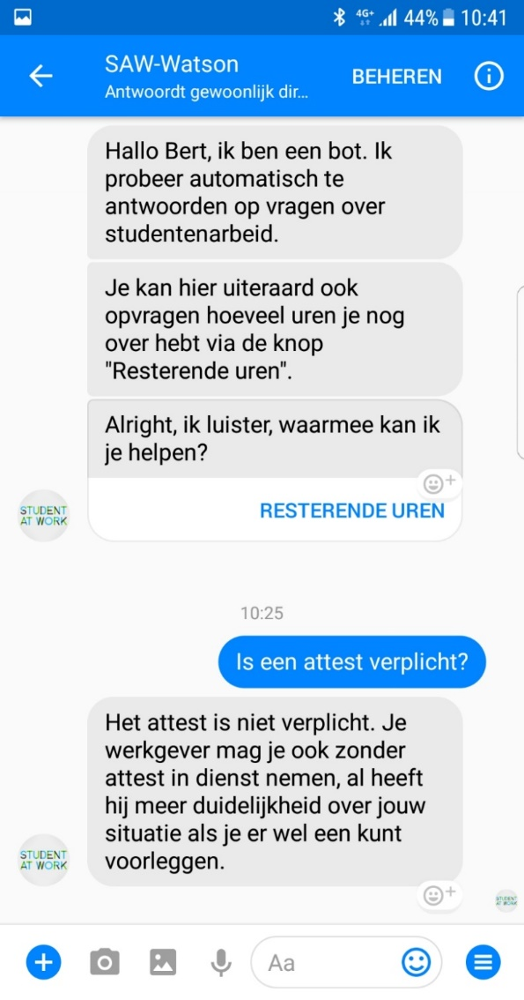 4G+ 44% 10:41
SAW-Watson
Antwoordt gewoonlijk dir...
BEHEREN
Hallo Bert, ik ben een bot. Ik
probeer automatisch te
antwoorden op vragen over
studentenarbeid.
Je kan hier uiteraard ook
opvragen hoeveel uren je nog
over hebt via de knop
"Resterende uren".
Alright, ik luister, waarmee kan ik
je helpen?
RESTERENDE UREN
STUDENT
AT WORK
10:25
Is een attest verplicht?
Het attest is niet verplicht. Je
werkgever mag je ook zonder
attest in dienst nemen, al heeft
hij meer duidelijkheid over jouw
situatie als je er wel een kunt
voorleggen.
STUDENT
AT WORK
STUDENT
AT WORK
Aa